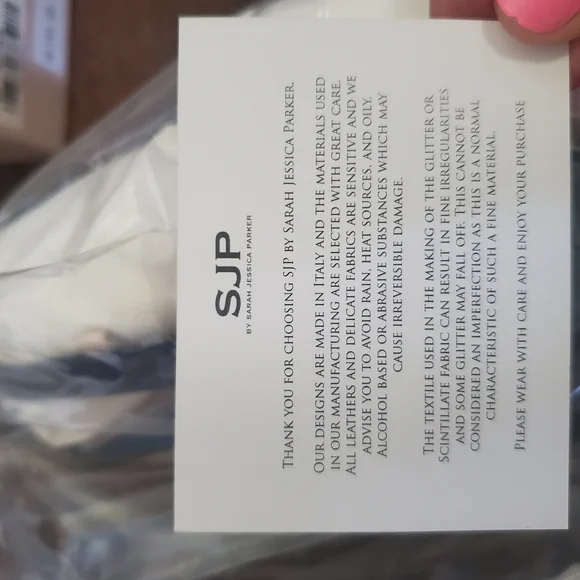 SJP
BY SARAH JESSICA PARKER
THANK YOU FOR CHOOSING SJP BY SARAH JESSICA PARKER.
OUR DESIGNS ARE MADE IN ITALY AND THE MATERIALS USED
IN OUR MANUFACTURING ARE SELECTED WITH GREAT CARE.
ALL LEATHERS AND DELICATE FABRICS ARE SENSITIVE AND WE
ADVISE YOU TO AVOID RAIN, HEAT SOURCES, AND OILY,
ALCOHOL BASED OR ABRASIVE SUBSTANCES WHICH MAY
CAUSE IRREVERSIBLE DAMAGE.
THE TEXTILE USED IN THE MAKING OF THE GLITTER OR
SCINTILLATE FABRIC CAN RESULT IN FINE IRREGULARITIES
AND SOME GLITTER MAY FALL OFF. THIS CANNOT BE
CONSIDERED AN IMPERFECTION AS THIS IS A NORMAL
CHARACTERISTIC OF SUCH A FINE MATERIAL
PLEASE WEAR WITH CARE AND ENJOY YOUR PURCHASE